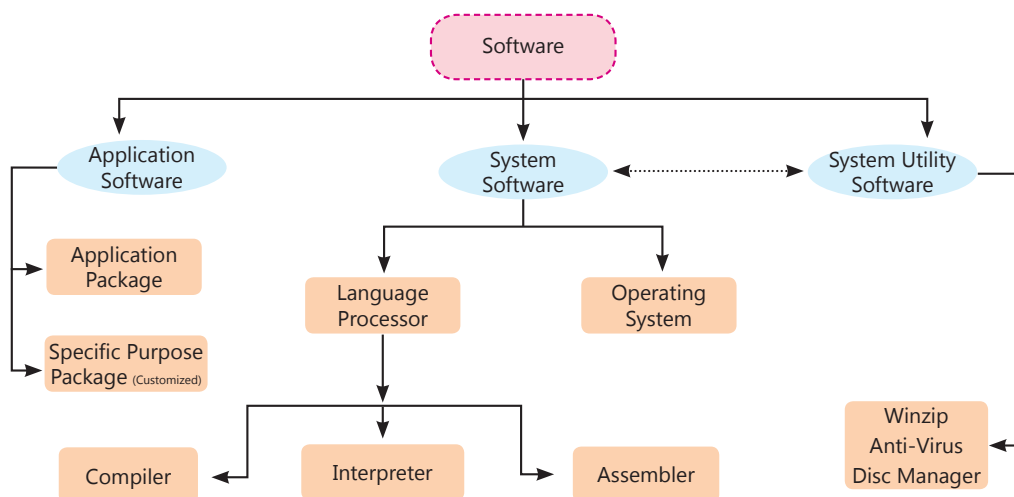 Software
Application
Software
System
Software
System Utility
Software
Application
Package
Language
Processor
Operating
System
Specific Purpose
Package (Customized)
Winzip
Anti-Virus
Disc Manager
Compiler
Interpreter
Assembler